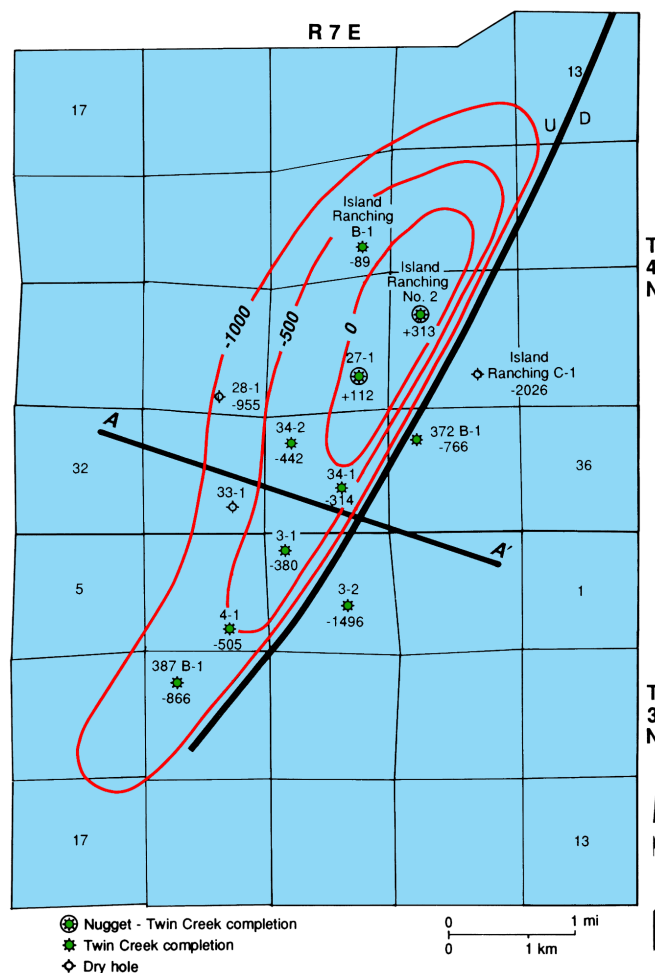 R 7 E
13
17
U D
Island
Ranching
B-1
-89
T
4
N
Island
Ranching
No. 2
+313
-1000
-500
0
27-1
+112
Island
Ranching C-1
-2026
28-1
-955
A
34-2
-442
372 B-1
-766
32
36
34-1
-314
33-1
3-1
-380
A'
5
3-2
-1496
1
4-1
-505
387 B-1
-866
T
3
N
17
13
Nugget - Twin Creek completion
Twin Creek completion
Dry hole
0 1 mi
0 1 km